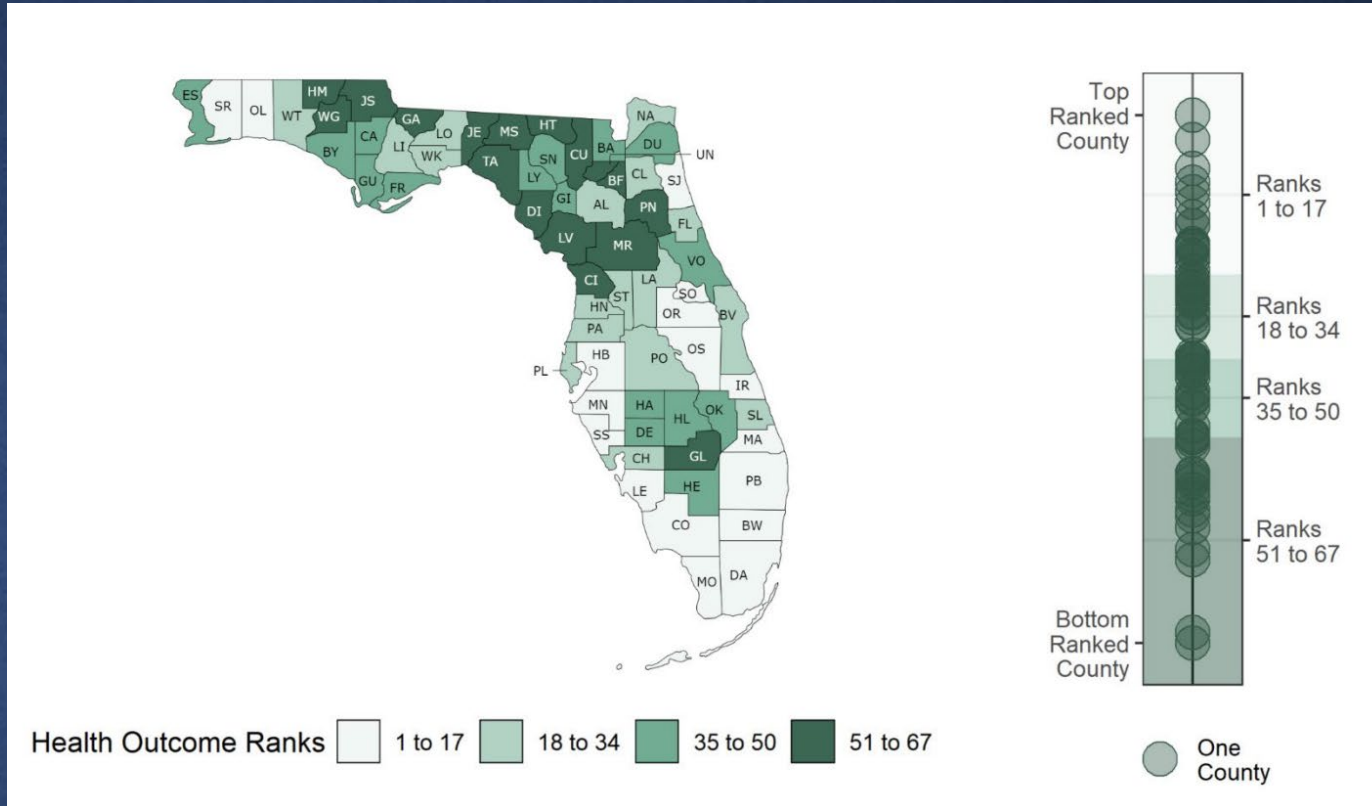 ES
SR
OL
WT
HM
WG
JS
BY
CA
GU
FR
GA
LI
LO
WK
JE
MS
TA
HT
SN
LY
CU
BA
NA
DU
UN
BF
CL
SJ
GI
AL
PN
DI
LV
MR
FL
VO
CI
ST
LA
SO
HN
OR
BV
PA
HB
PO
OS
PL
IR
MN
HA
HL
OK
SL
SS
DE
MA
CH
GL
LE
HE
PB
CO
BW
MO
DA
Top
Ranked
County
Ranks
1 to 17
Ranks
18 to 34
Ranks
35 to 50
Ranks
51 to 67
Bottom
Ranked
County
Health Outcome Ranks 1 to 17 18 to 34 35 to 50 51 to 67
One
County